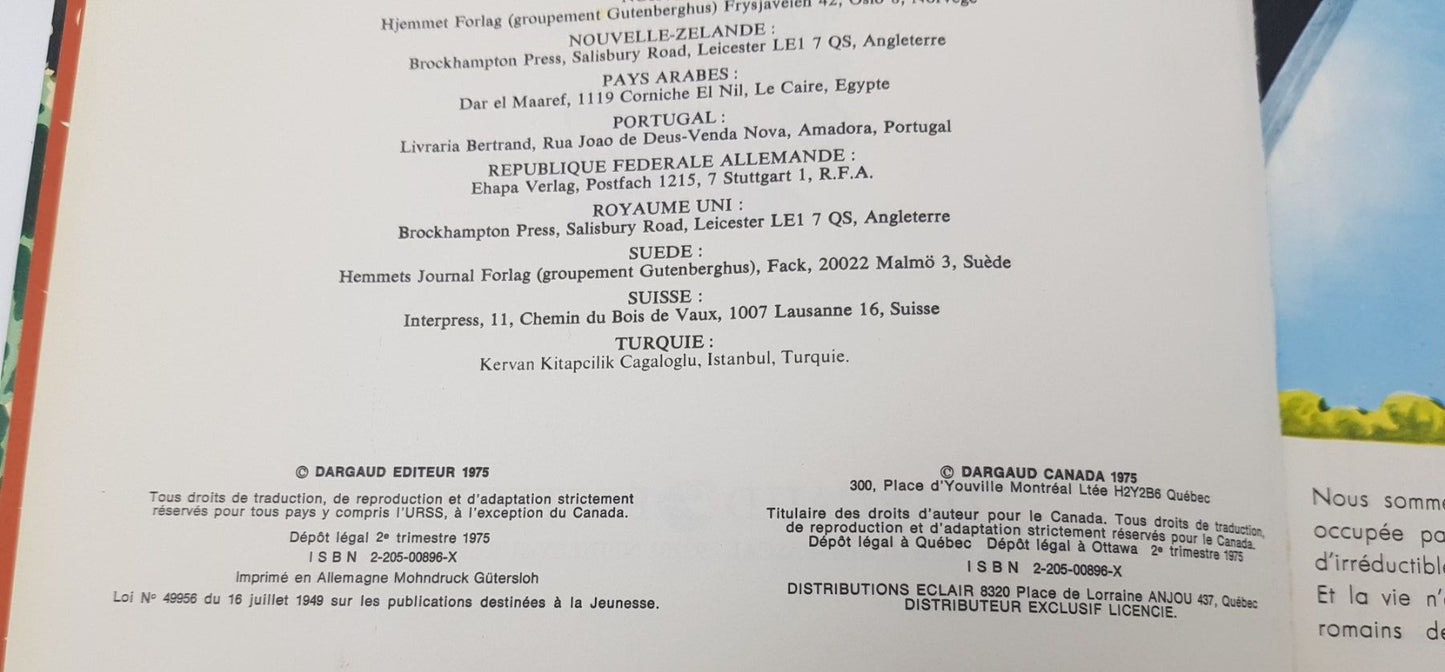 Hjemmet Forlag (groupement Gutenberghus) Frysjaveien 42, Oslo
NOUVELLE-ZELANDE :
Brockhampton Press, Salisbury Road, Leicester LE1 7 QS, Angleterre
PAYS ARABES :
Dar el Maaref, 1119 Corniche El Nil, Le Caire, Egypte
PORTUGAL :
Livraria Bertrand, Rua Joao de Deus-Venda Nova, Amadora, Portugal
REPUBLIQUE FEDERALE ALLEMANDE :
Ehapa Verlag, Postfach 1215, 7 Stuttgart 1, R.F.A.
ROYAUME UNI :
Brockhampton Press, Salisbury Road, Leicester LE1 7 QS, Angleterre
SUEDE :
Hemmets Journal Forlag (groupement Gutenberghus), Fack, 20022 Malmö 3, Suède
SUISSE :
Interpress, 11, Chemin du Bois de Vaux, 1007 Lausanne 16, Suisse
TURQUIE :
Kervan Kitapcilik Cagaloglu, Istanbul, Turquie.
© DARGAUD EDITEUR 1975
Tous droits de traduction, de reproduction et d'adaptation strictement
réservés pour tous pays y compris l'URSS, à l'exception du Canada.
Dépôt légal 2e trimestre 1975
ISBN 2-205-00896-X
Imprimé en Allemagne Mohndruck Gütersloh
Loi No 49956 du 16 juillet 1949 sur les publications destinées à la Jeunesse.
© DARGAUD CANADA 1975
300, Place d'Youville Montréal Ltée H2Y2B6 Québec
Titulaire des droits d'auteur pour le Canada. Tous droits de traduction,
de reproduction et d'adaptation strictement réservés pour le Canada.
Dépôt légal à Québec Dépôt légal à Ottawa 2e trimestre 1975
ISBN 2-205-00896-X
DISTRIBUTIONS ECLAIR 8320 Place de Lorraine ANJOU 437, Québec
DISTRIBUTEUR EXCLUSIF LICENCIE.
Nous somme
occupée pa
d'irréductible
Et la vie n'
romains de